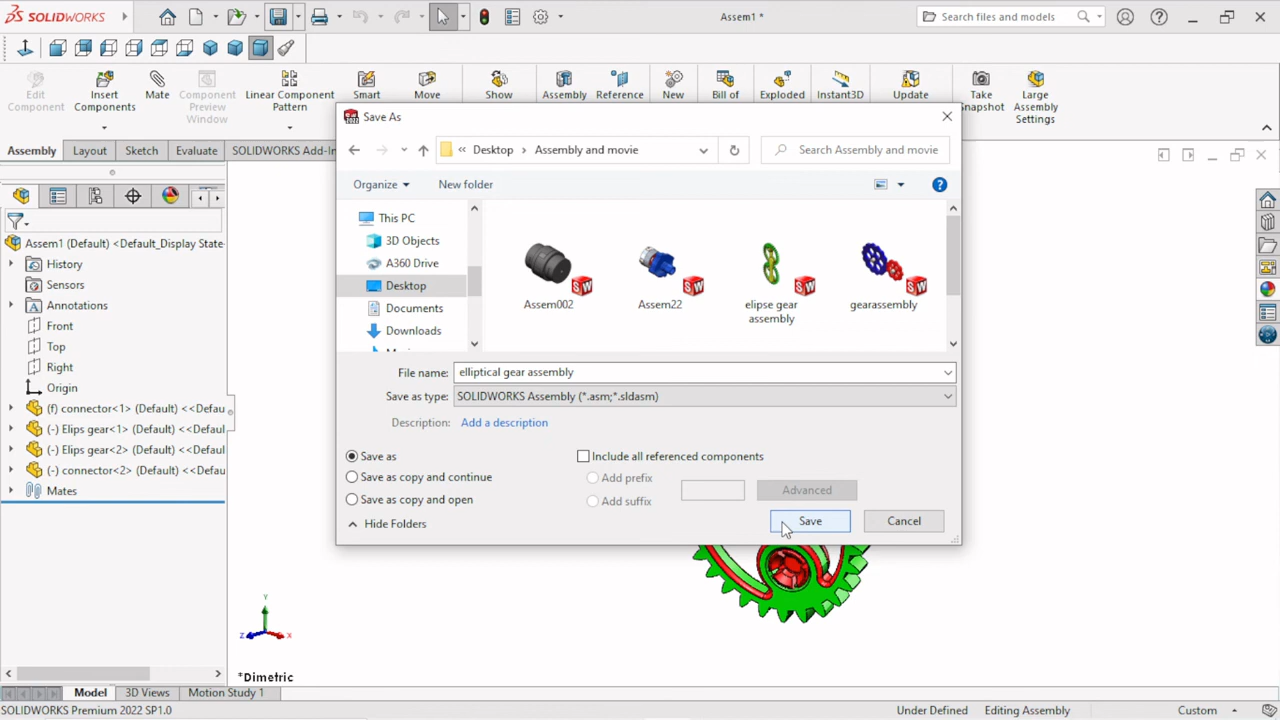 SOLIDWORKS
Assem1 *
Search files and models
Edit Component
Insert Components
Mate
Component Preview Window
Linear Component Pattern
Smart
Move
Show
Assembly
Reference
New
Bill of
Exploded
Instant3D
Update
Take Snapshot
Large Assembly Settings
Assembly
Layout
Sketch
Evaluate
SOLIDWORKS Add-In
Assem1 (Default) <Default_Display State-
History
Sensors
Annotations
Front
Top
Right
Origin
(f) connector<1> (Default) <<Defau
(-) Elips gear<1> (Default) <<Defaul
(-) Elips gear<2> (Default) <<Defaul
(-) connector<2> (Default) <<Defau
Mates
Save As
« Desktop › Assembly and movie
Search Assembly and movie
Organize
New folder
This PC
3D Objects
A360 Drive
Desktop
Documents
Downloads
Assem002
Assem22
elipse gear assembly
gearassembly
File name: elliptical gear assembly
Save as type: SOLIDWORKS Assembly (*.asm;*.sldasm)
Description: Add a description
Save as
Save as copy and continue
Save as copy and open
Include all referenced components
Add prefix
Add suffix
Advanced
Hide Folders
Save
Cancel
Y
Z
X
*Dimetric
Model
3D Views
Motion Study 1
SOLIDWORKS Premium 2022 SP1.0
Under Defined
Editing Assembly
Custom